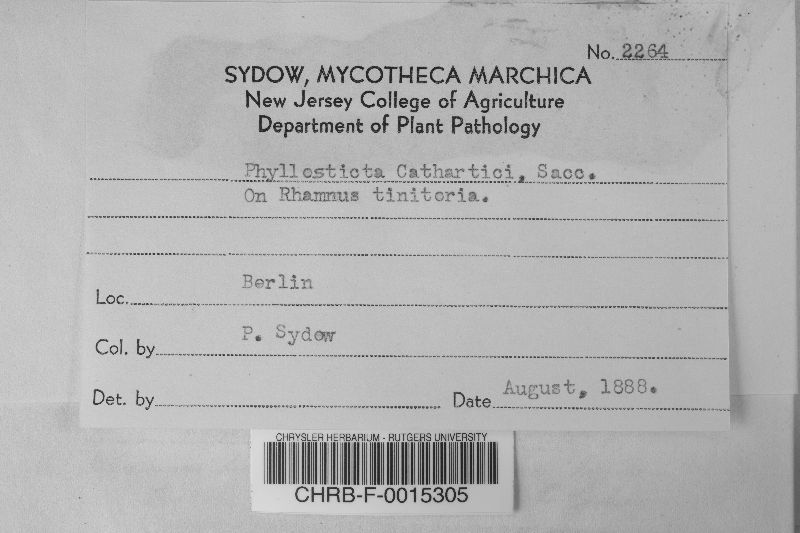 No. 2264
SYDOW, MYCOTHECA MARCHICA
New Jersey College of Agriculture
Department of Plant Pathology
Phyllosticta Cathartici, Sacc.
On Rhamnus tinitoria.
Loc. Berlin
Col. by P. Sydow
Det. by Date August, 1888.
CHRYSLER HERBARIUM - RUTGERS UNIVERSITY
CHRB-F-0015305